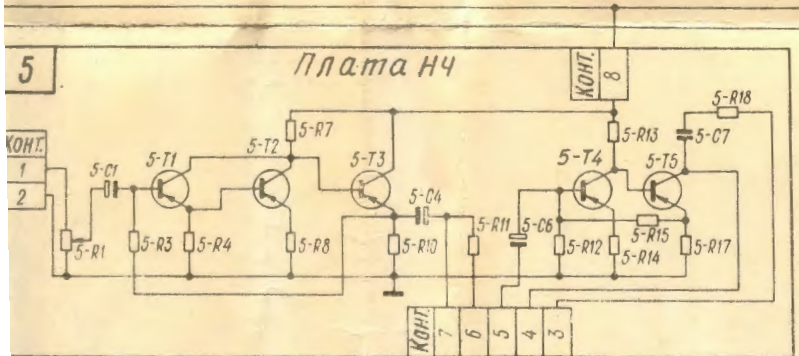 5
Плата НЧ
КОНТ.
8
5-R18
5-R7
5-R13
5-C7
КОНТ.
1
2
5-C1
5-T1
5-T2
5-T3
5-T4
5-T5
5-C4
5-R1
5-R3
5-R4
5-R8
5-R10
5-R11
5-C6
5-R12
5-R15
5-R14
5-R17
КОНТ.
7
6
5
4
3